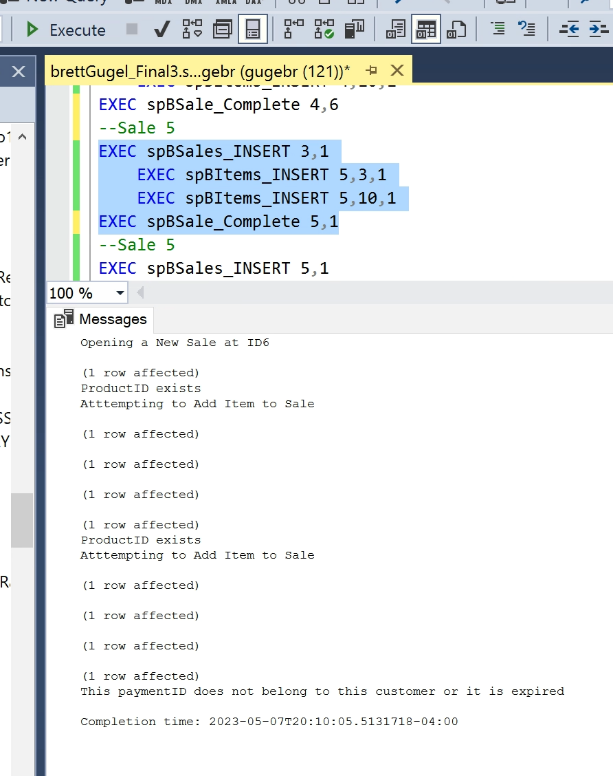 Execute
brettGugel_Final3.s...gebr (gugebr (121))*
EXEC spBSale_Complete 4,6
--Sale 5
EXEC spBSales_INSERT 3,1
EXEC spBItems_INSERT 5,3,1
EXEC spBItems_INSERT 5,10,1
EXEC spBSale_Complete 5,1
--Sale 5
EXEC spBSales_INSERT 5,1
100 %
Messages
Opening a New Sale at ID6
(1 row affected)
ProductID exists
Atttempting to Add Item to Sale
(1 row affected)
(1 row affected)
(1 row affected)
(1 row affected)
ProductID exists
Atttempting to Add Item to Sale
(1 row affected)
(1 row affected)
(1 row affected)
(1 row affected)
This paymentID does not belong to this customer or it is expired
Completion time: 2023-05-07T20:10:05.5131718-04:00